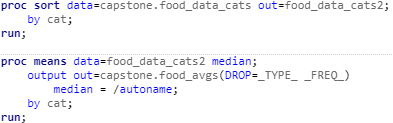 proc sort data=capstone.food_data_cats out=food_data_cats2;
by cat;
run;
proc means data=food_data_cats2 median;
output out=capstone.food_avgs(DROP=_TYPE_ _FREQ_)
median = /autoname;
by cat;
run;